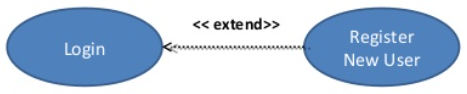 << extend>>
Login
Register
New User